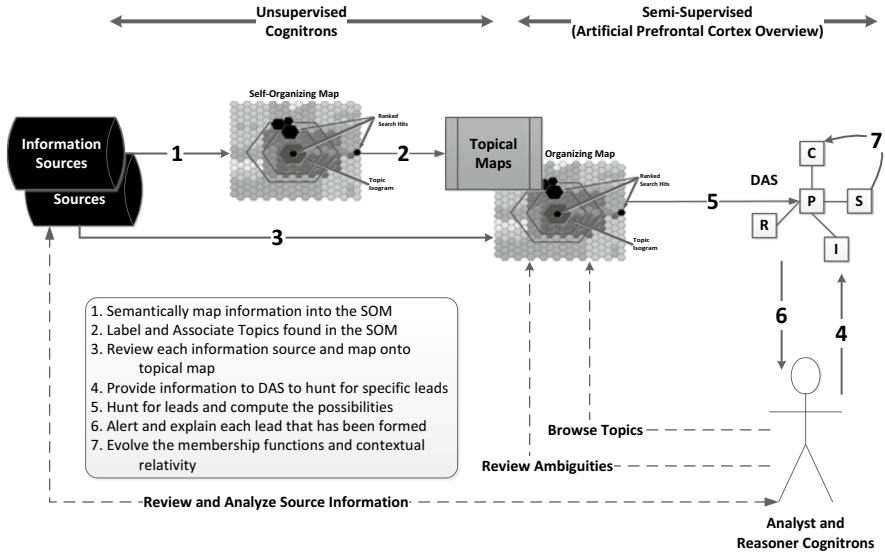 Unsupervised
Cognitrons
Semi-Supervised
(Artificial Prefrontal Cortex Overview)
Self-Organizing Map
Information
Sources
Sources
1
Ranked
Search Hits
Topic
Isogram
2
Topical
Maps
Organizing Map
Ranked
Search Hits
Topic
Isogram
3
5
DAS
C
P
S
R
I
7
6
4
1. Semantically map information into the SOM
2. Label and Associate Topics found in the SOM
3. Review each information source and map onto
topical map
4. Provide information to DAS to hunt for specific leads
5. Hunt for leads and compute the possibilities
6. Alert and explain each lead that has been formed
7. Evolve the membership functions and contextual
relativity
Browse Topics
Review Ambiguities
Review and Analyze Source Information
Analyst and
Reasoner Cognitrons